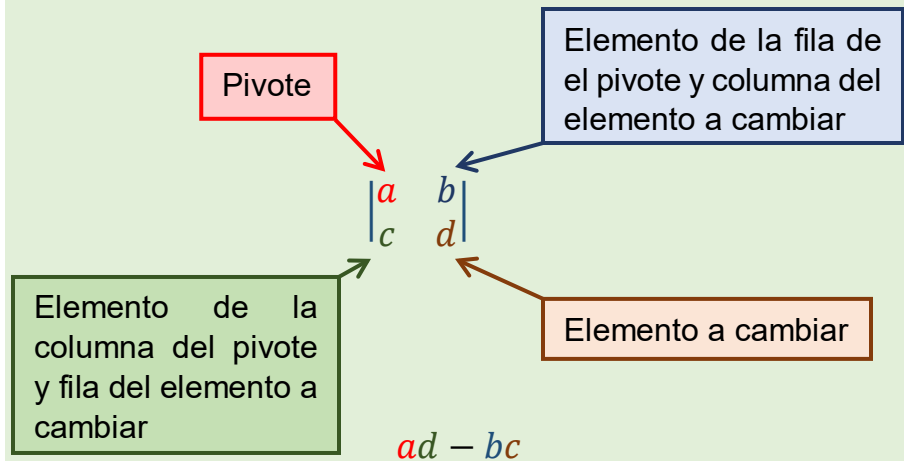 Pivote
Elemento de la fila de
el pivote y columna del
elemento a cambiar
a b
c d
Elemento de la
columna del pivote
y fila del elemento a
cambiar
Elemento a cambiar
ad − bc